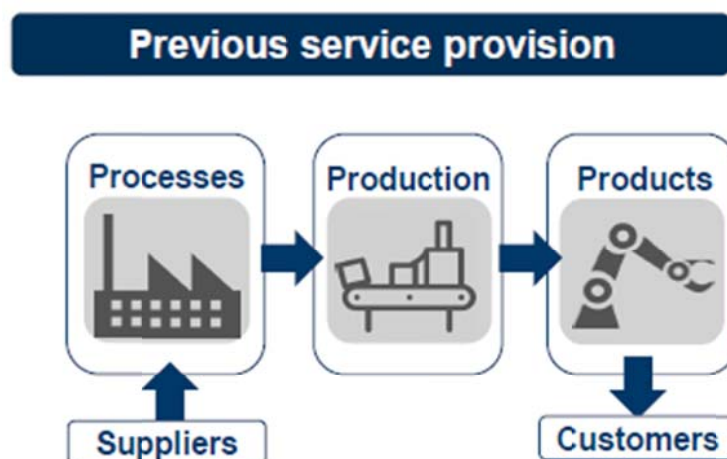 Previous service provision
Processes
Production
Products
Suppliers
Customers